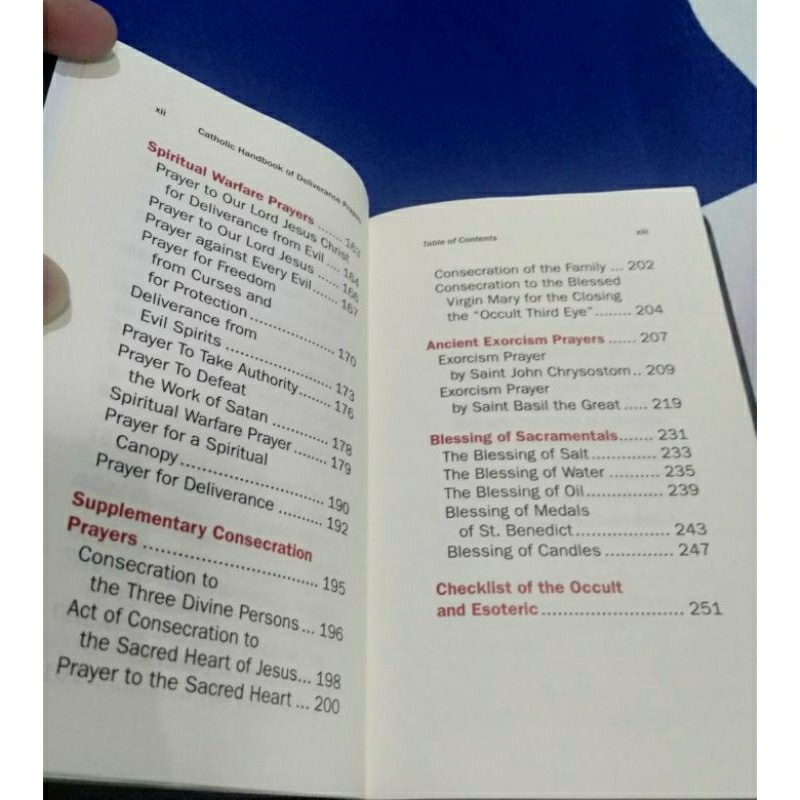 xii
Catholic Handbook of Deliverance Prayers
Spiritual Warfare Prayers ....... 163
Prayer to Our Lord Jesus Christ
for Deliverance from Evil .... 164
Prayer to Our Lord Jesus ...... 166
Prayer against Every Evil ...... 167
Prayer for Freedom
from Curses and
for Protection .................... 170
Deliverance from
Evil Spirits ........................ 173
Prayer To Take Authority ....... 176
Prayer To Defeat
the Work of Satan .............. 178
Spiritual Warfare Prayer ....... 179
Prayer for a Spiritual
Canopy .............................. 190
Prayer for Deliverance .......... 192
Supplementary Consecration
Prayers .............................. 195
Consecration to
the Three Divine Persons ... 196
Act of Consecration to
the Sacred Heart of Jesus... 198
Prayer to the Sacred Heart ... 200
Table of Contents
xiii
Consecration of the Family ... 202
Consecration to the Blessed
Virgin Mary for the Closing
the "Occult Third Eye" ........ 204
Ancient Exorcism Prayers ...... 207
Exorcism Prayer
by Saint John Chrysostom .. 209
Exorcism Prayer
by Saint Basil the Great ..... 219
Blessing of Sacramentals ....... 231
The Blessing of Salt .............. 233
The Blessing of Water ........... 235
The Blessing of Oil ................ 239
Blessing of Medals
of St. Benedict .................... 243
Blessing of Candles ............. 247
Checklist of the Occult
and Esoteric .......................... 251